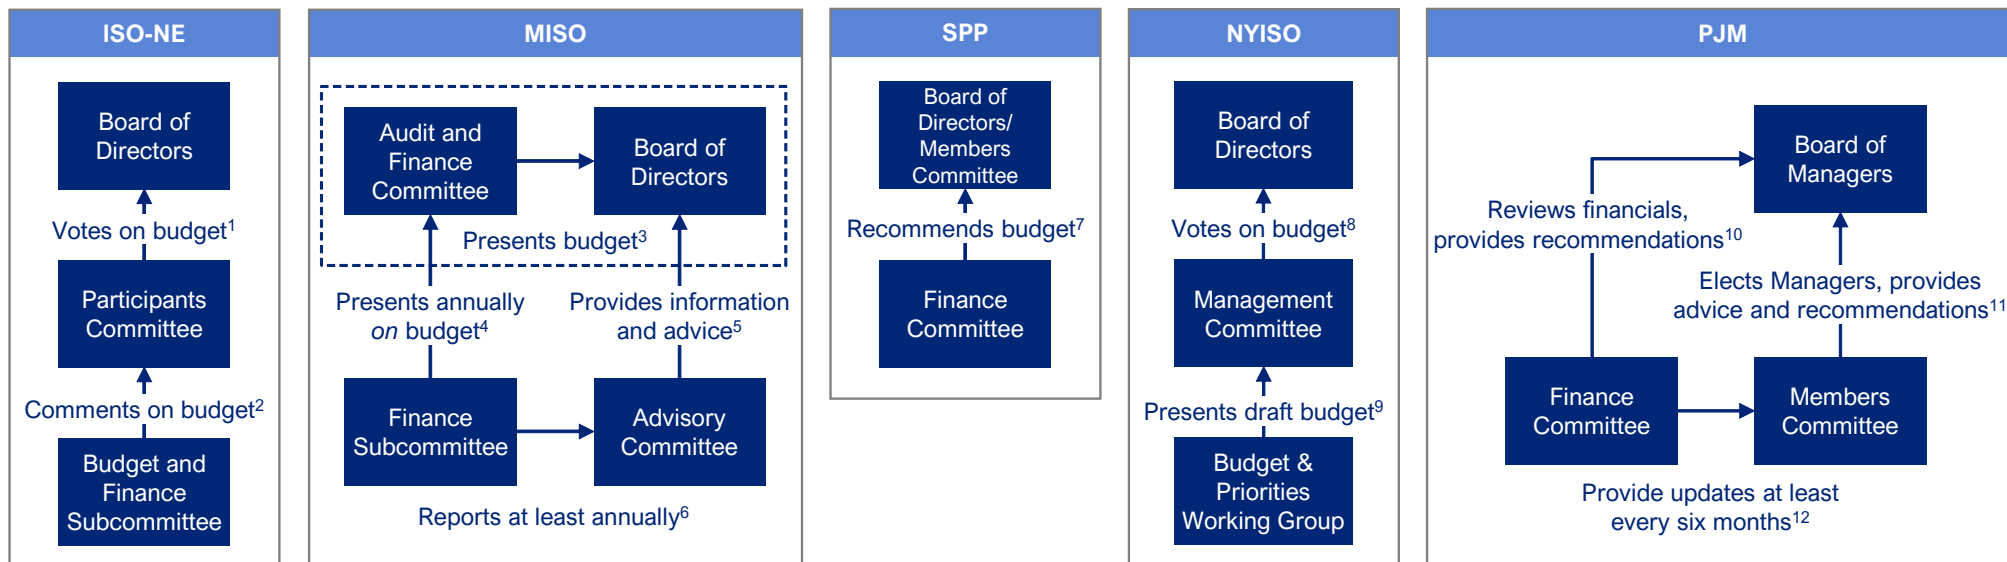 ISO-NE
Board of
Directors
Votes on budget1
Participants
Committee
Comments on budget2
Budget and
Finance
Subcommittee
MISO
Audit and
Finance
Committee
Board of
Directors
Presents budget3
Presents annually
on budget4
Provides information
and advice5
Finance
Subcommittee
Advisory
Committee
Reports at least annually6
SPP
Board of
Directors/
Members
Committee
Recommends budget7
Finance
Committee
NYISO
Board of
Directors
Votes on budget8
Management
Committee
Presents draft budget9
Budget &
Priorities
Working Group
PJM
Board of
Managers
Reviews financials,
provides recommendations10
Elects Managers, provides
advice and recommendations11
Finance
Committee
Members
Committee
Provide updates at least
every six months12